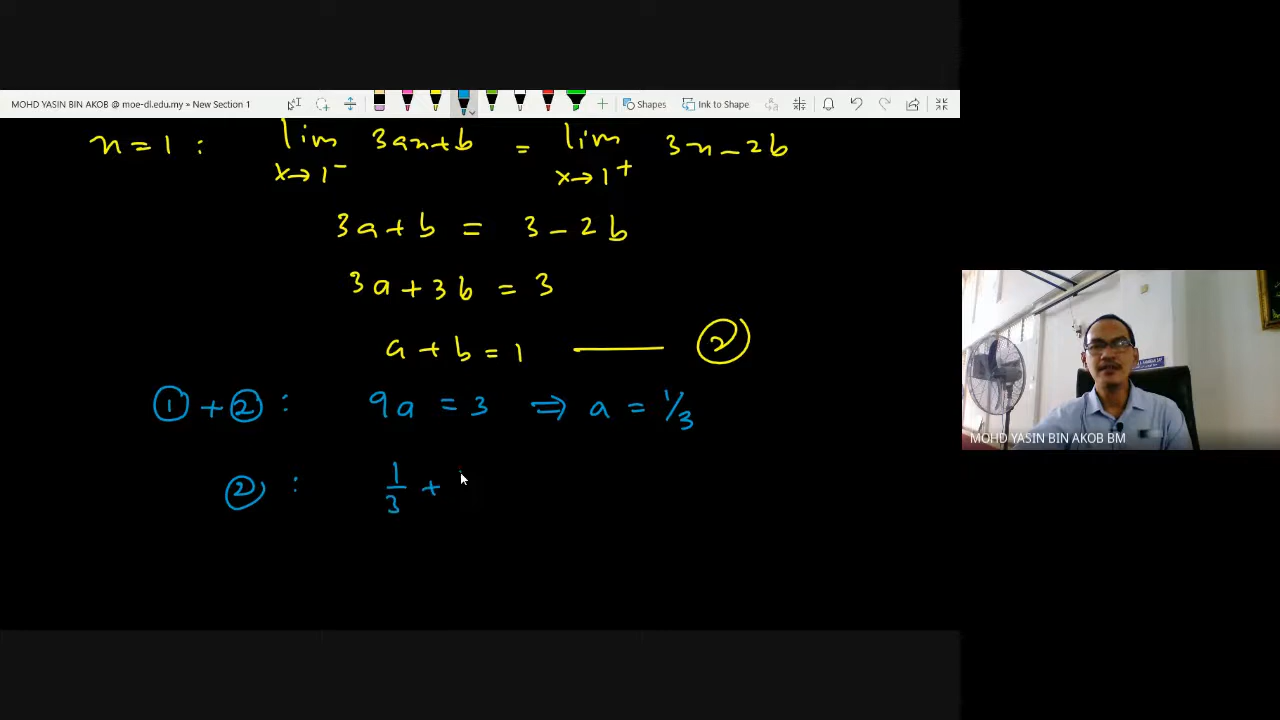 MOHD YASIN BIN AKOB @ moe-dl.edu.my » New Section 1
Shapes
Ink to Shape
x = 1 : lim x→1⁻ 3ax+b = lim x→1⁺ 3x - 2b
3a + b = 3 - 2b
3a + 3b = 3
a + b = 1 —— ②
① + ② : 9a = 3 ⇒ a = 1/3
② : 1/3 +
MOHD YASIN BIN AKOB BM